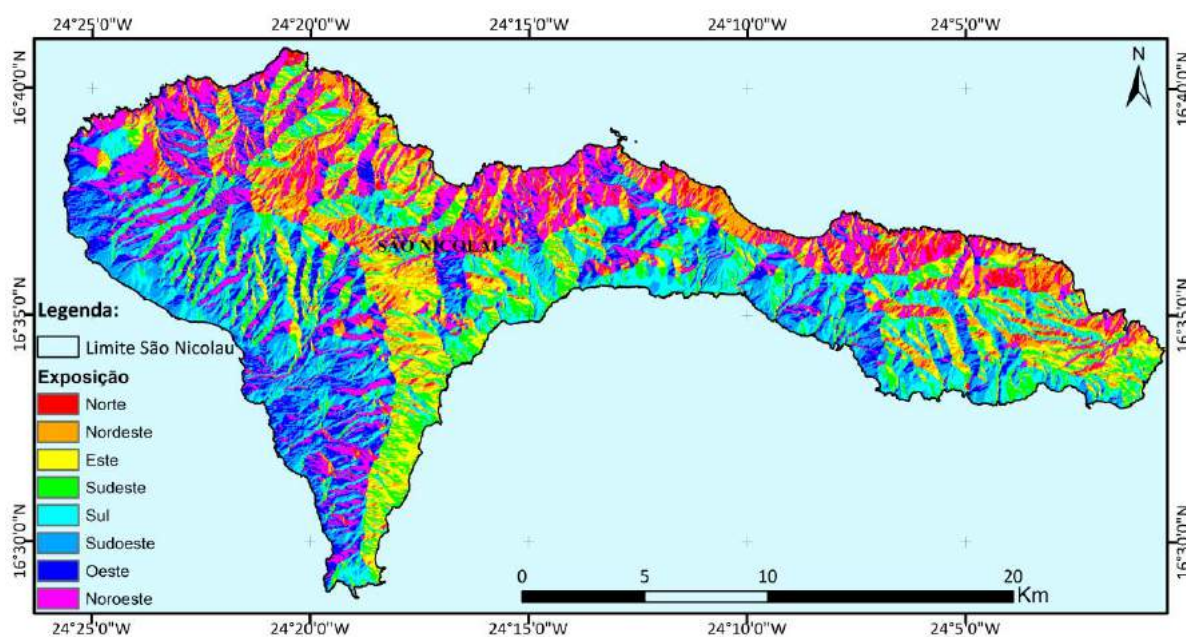 24°25'0"W 24°20'0"W 24°15'0"W 24°10'0"W 24°5'0"W
N
16°40'0"N 16°40'0"N
SÃO NICOLAU
16°35'0"N 16°35'0"N
Legenda:
Limite São Nicolau
Exposição
Norte
Nordeste
Este
Sudeste
Sul
Sudoeste
Oeste
Noroeste
16°30'0"N 16°30'0"N
0 5 10 20
Km
24°25'0"W 24°20'0"W 24°15'0"W 24°10'0"W 24°5'0"W